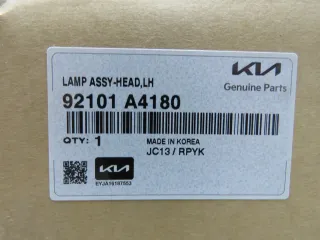 LAMP ASSY-HEAD,LH
KIA
Genuine Parts
92101 A4180
QTY: 1
MADE IN KOREA
JC13 / RPYK
KIA